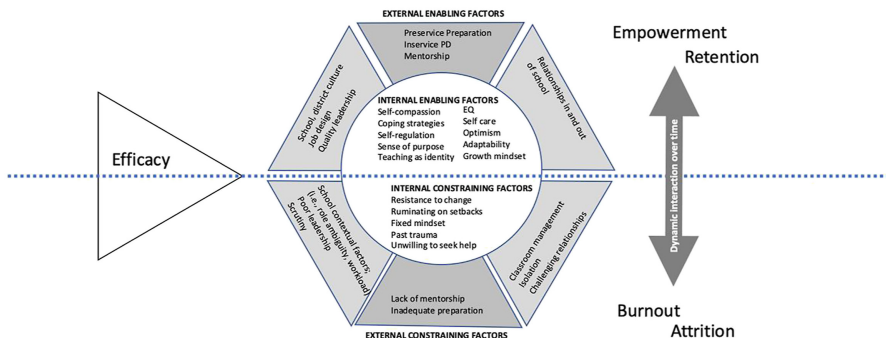 EXTERNAL ENABLING FACTORS
Preservice Preparation
Inservice PD
Mentorship
School, district culture
Job design
Quality leadership
Relationships in and out
of school
INTERNAL ENABLING FACTORS
Self-compassion
Coping strategies
Self-regulation
Sense of purpose
Teaching as identity
EQ
Self care
Optimism
Adaptability
Growth mindset
Efficacy
INTERNAL CONSTRAINING FACTORS
Resistance to change
Ruminating on setbacks
Fixed mindset
Past trauma
Unwilling to seek help
School contextual factors;
(i.e., role ambiguity, workload)
Poor leadership
Scrutiny
Classroom management
Isolation
Challenging relationships
Lack of mentorship
Inadequate preparation
EXTERNAL CONSTRAINING FACTORS
Empowerment
Retention
Dynamic interaction over time
Burnout
Attrition